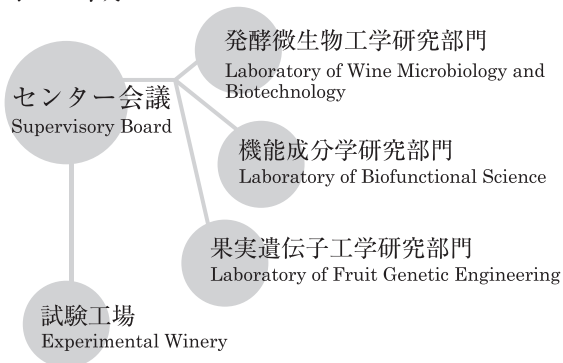 発酵微生物工学研究部門
Laboratory of Wine Microbiology and
Biotechnology
センター会議
Supervisory Board
機能成分学研究部門
Laboratory of Biofunctional Science
果実遺伝子工学研究部門
Laboratory of Fruit Genetic Engineering
試験工場
Experimental Winery